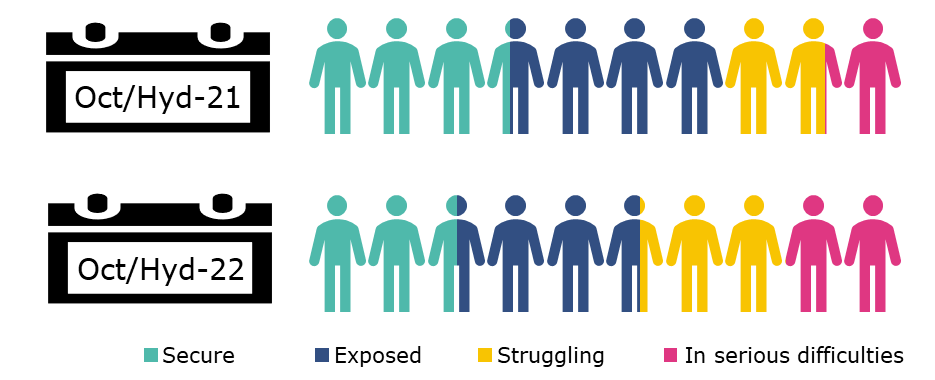 Oct/Hyd-21
Oct/Hyd-22
Secure Exposed Struggling In serious difficulties